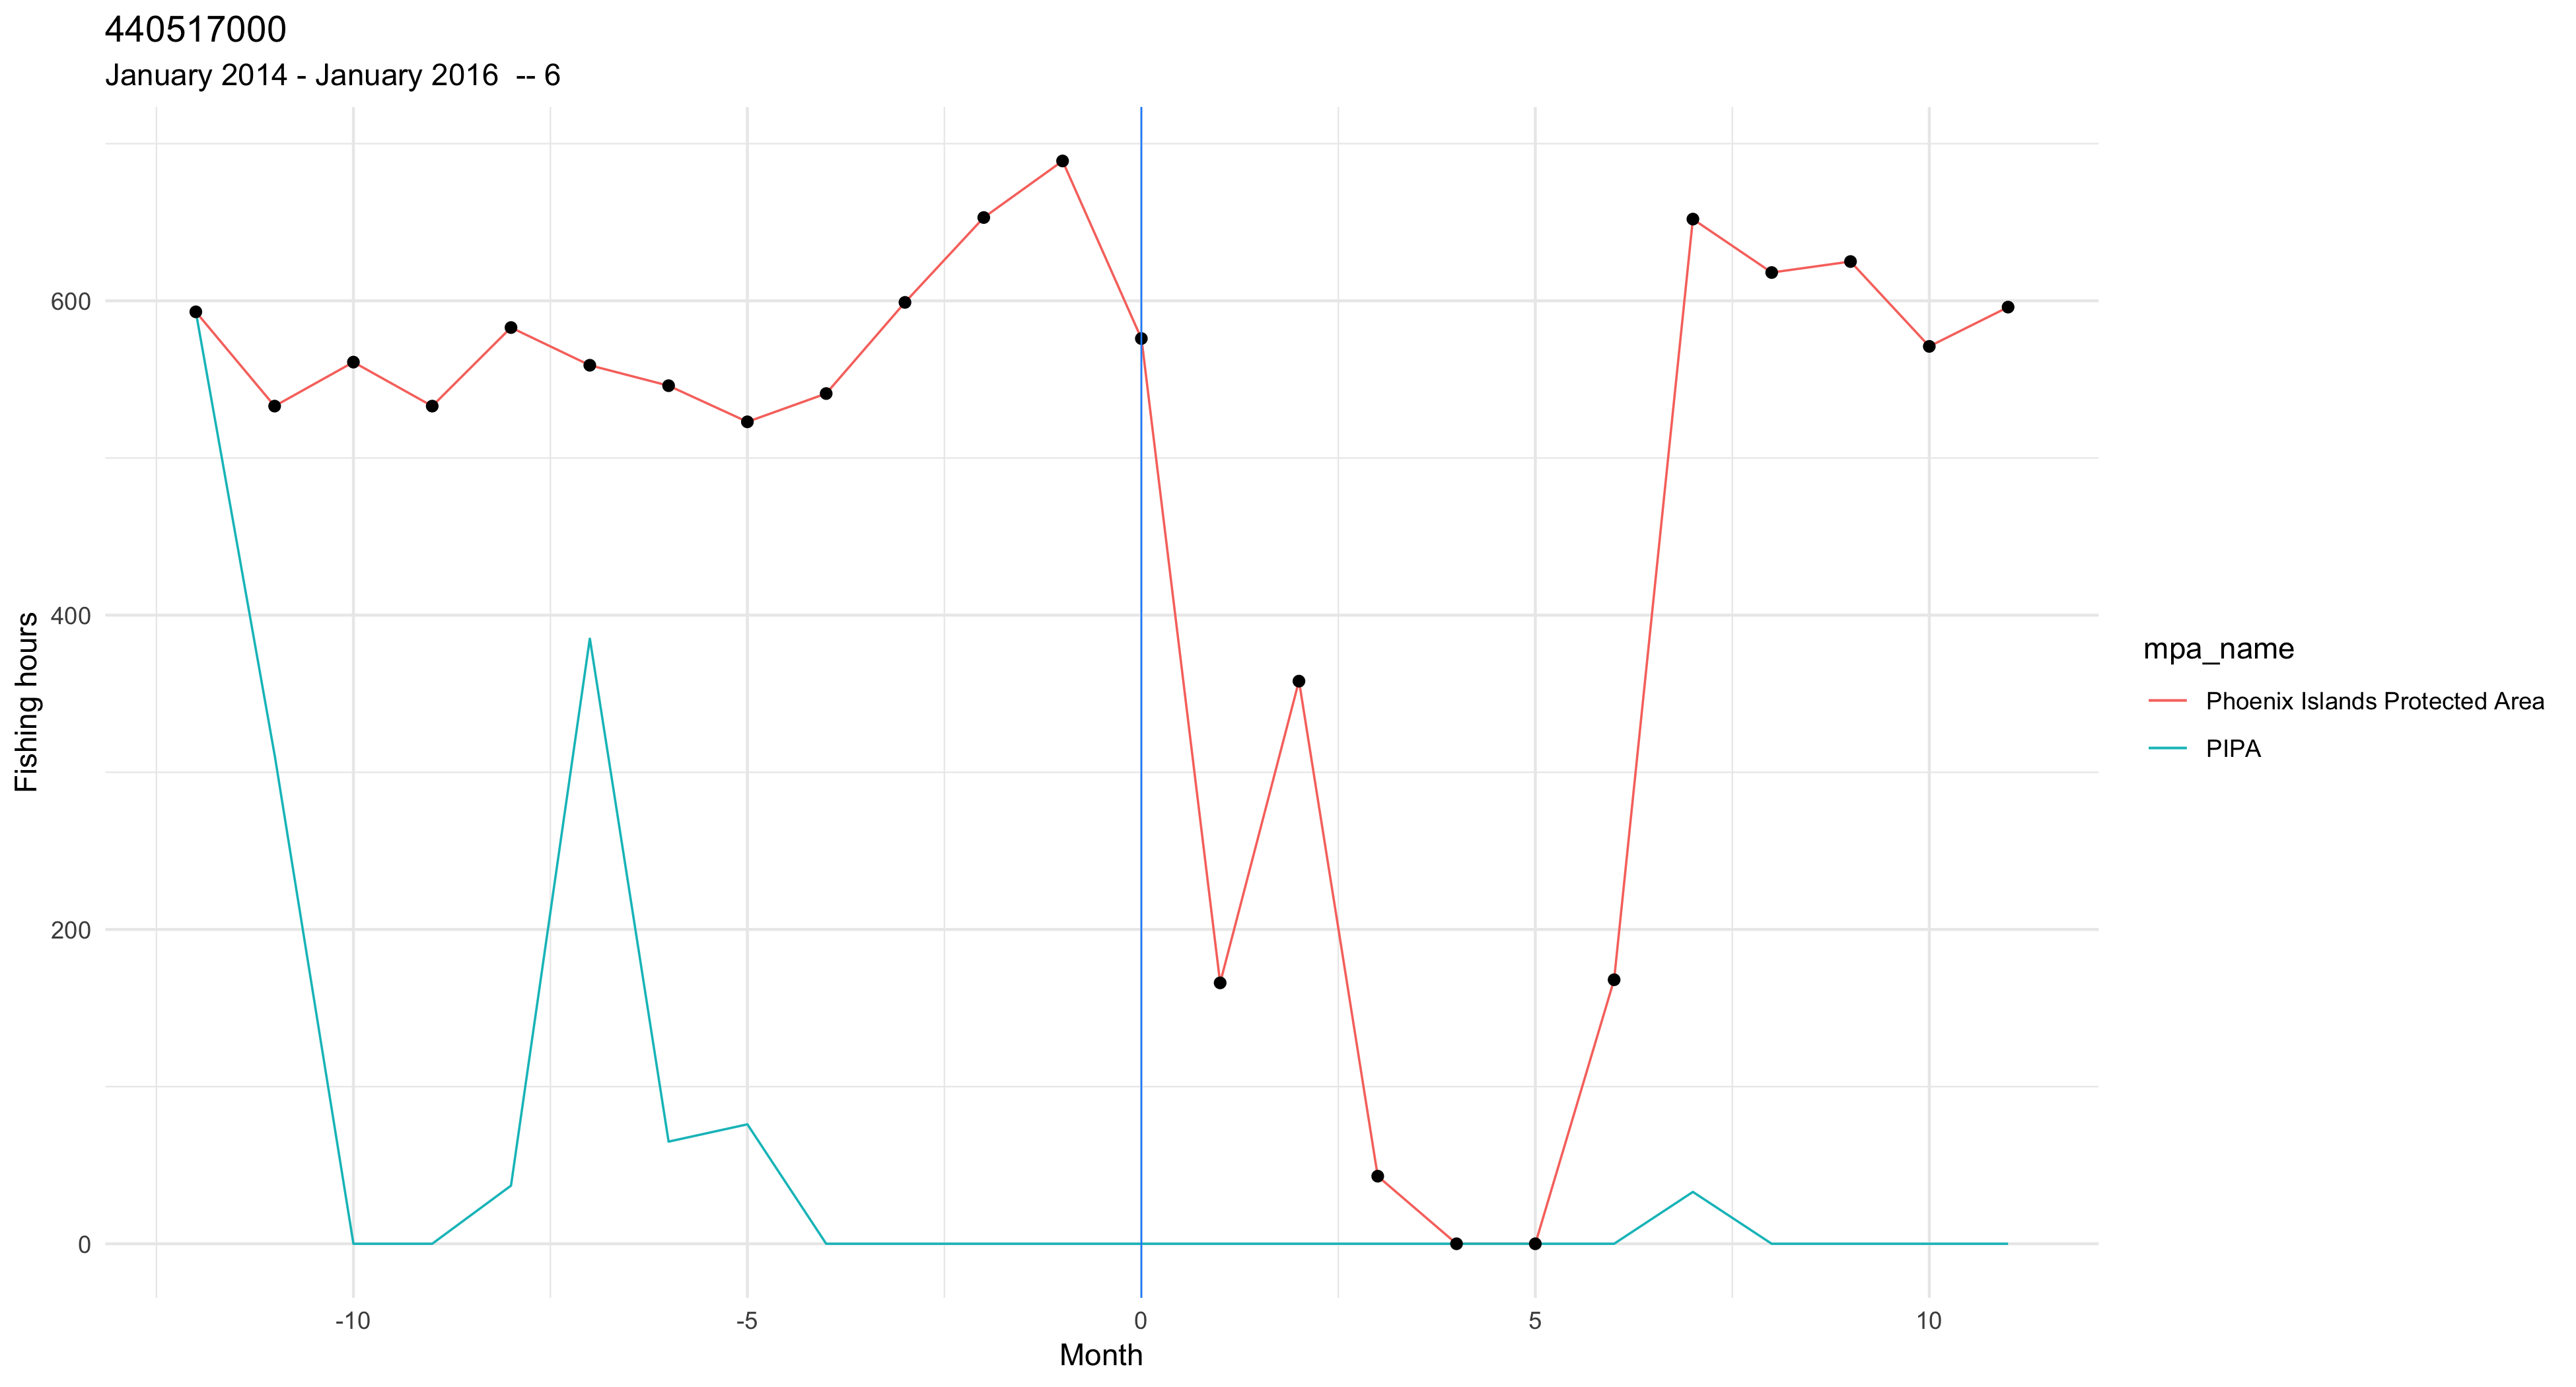 440517000
January 2014 - January 2016  -- 6
Fishing hours
600
400
200
0
-10
-5
0
5
10
Month
mpa_name
Phoenix Islands Protected Area
PIPA